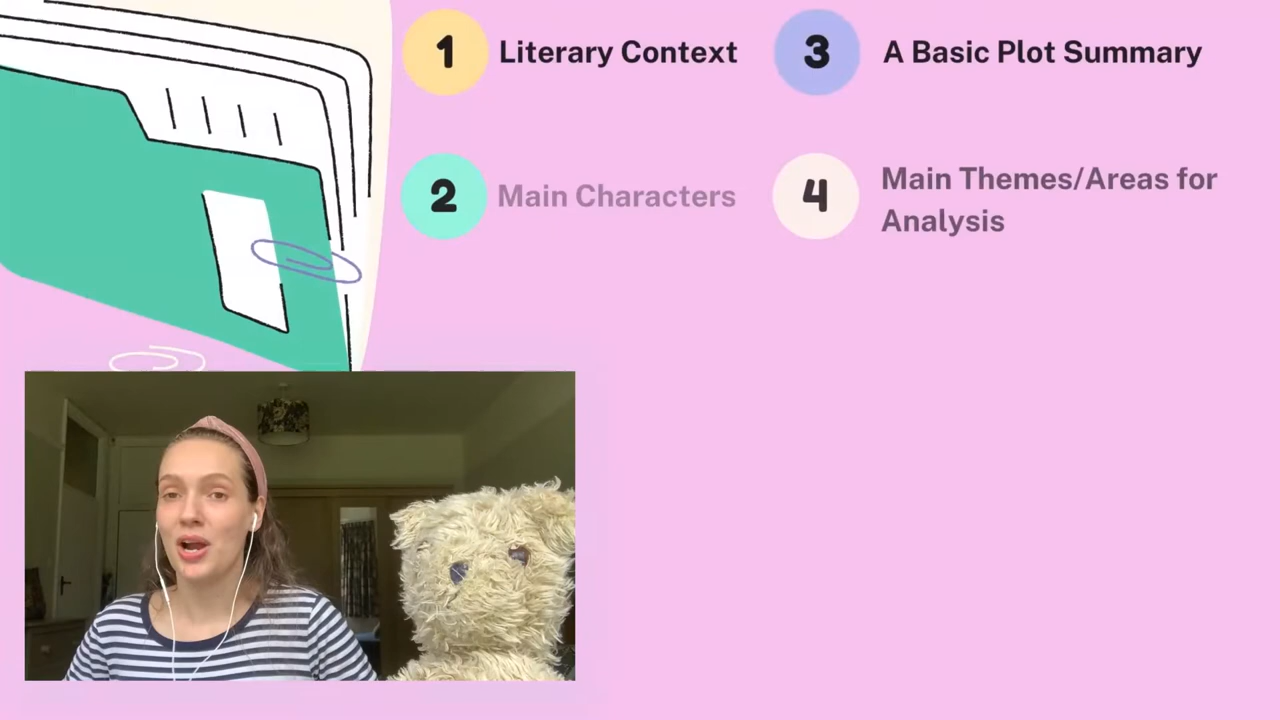 1 Literary Context
2 Main Characters
3 A Basic Plot Summary
4 Main Themes/Areas for
Analysis